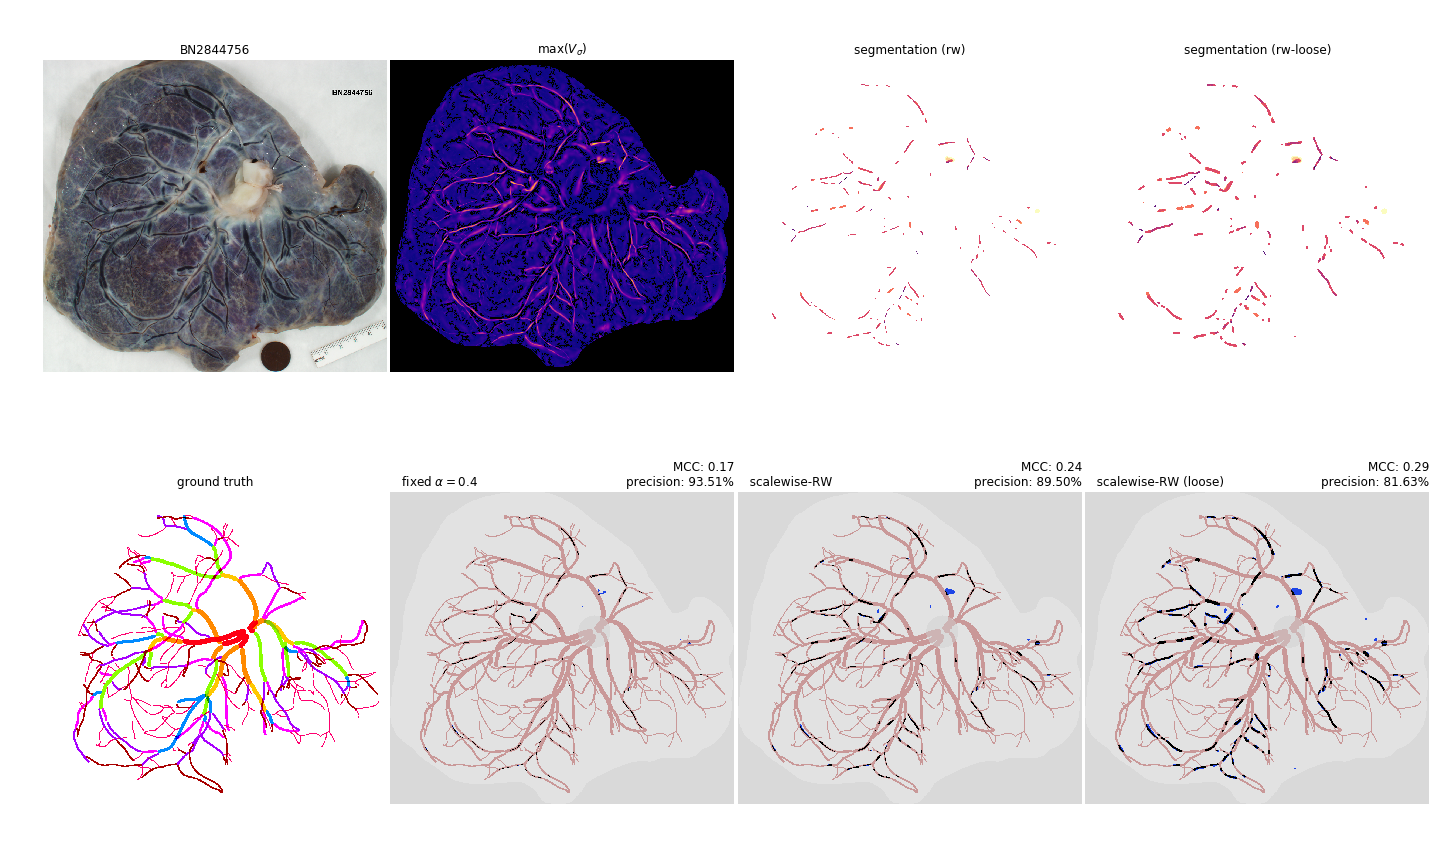 BN2844756
max(Vσ)
segmentation (rw)
segmentation (rw-loose)
BN2844756
ground truth
fixed α = 0.4
MCC: 0.17
precision: 93.51%
scalewise-RW
MCC: 0.24
precision: 89.50%
scalewise-RW (loose)
MCC: 0.29
precision: 81.63%